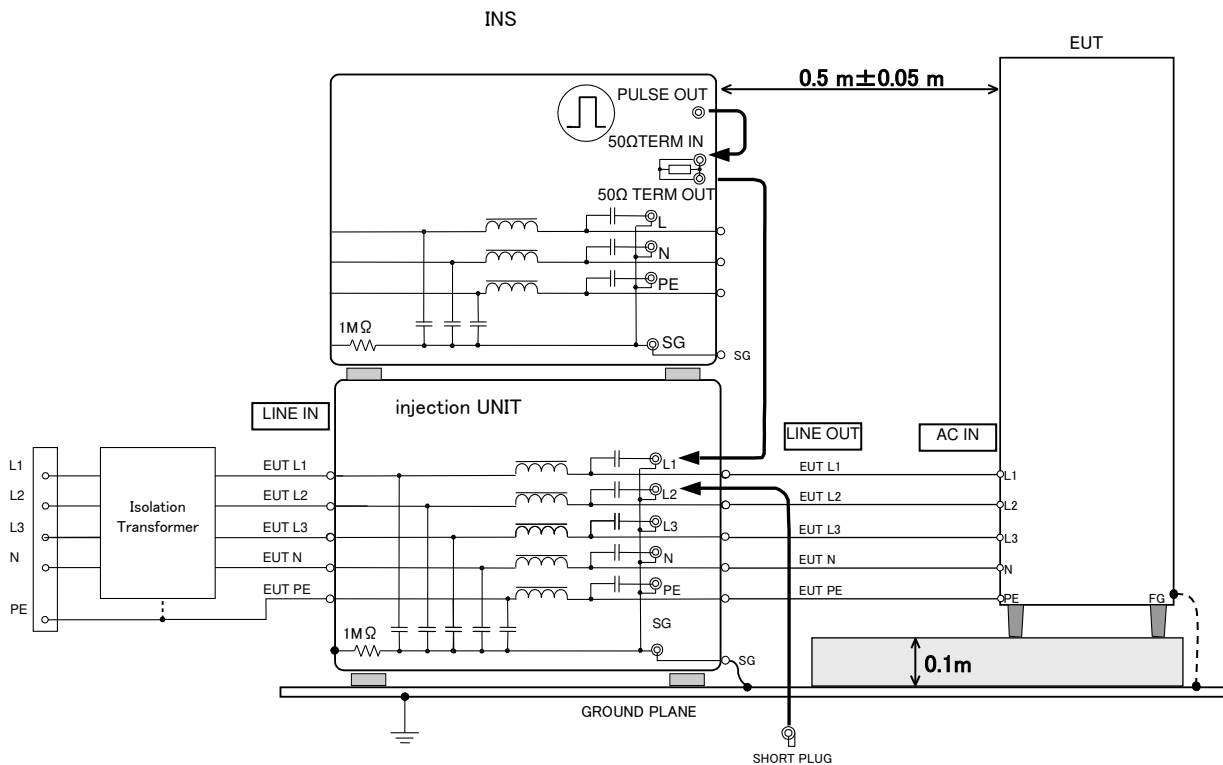 INS
EUT
0.5 m±0.05 m
PULSE OUT
50ΩTERM IN
50Ω TERM OUT
L
N
PE
1MΩ
SG
SG
injection UNIT
LINE IN
LINE OUT
AC IN
L1
EUT L1
L1
EUT L1
L1
L2
EUT L2
L2
EUT L2
L2
Isolation
Transformer
L3
EUT L3
L3
EUT L3
L3
N
EUT N
N
EUT N
N
PE
EUT PE
PE
EUT PE
PE
FG
SG
1MΩ
SG
0.1m
GROUND PLANE
SHORT PLUG